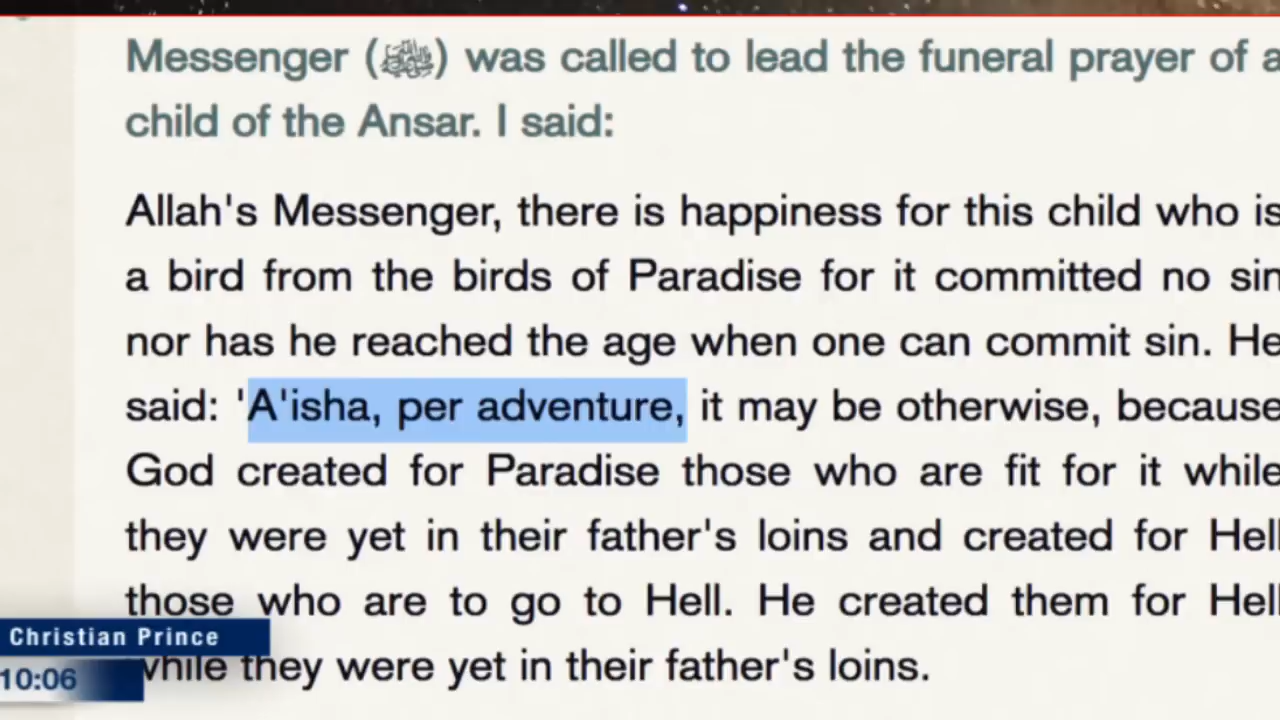 Messenger (ﷺ) was called to lead the funeral prayer of a
child of the Ansar. I said:
Allah's Messenger, there is happiness for this child who is
a bird from the birds of Paradise for it committed no sin
nor has he reached the age when one can commit sin. He
said: 'A'isha, per adventure, it may be otherwise, because
God created for Paradise those who are fit for it while
they were yet in their father's loins and created for Hell
those who are to go to Hell. He created them for Hell
while they were yet in their father's loins.
Christian Prince
10:06